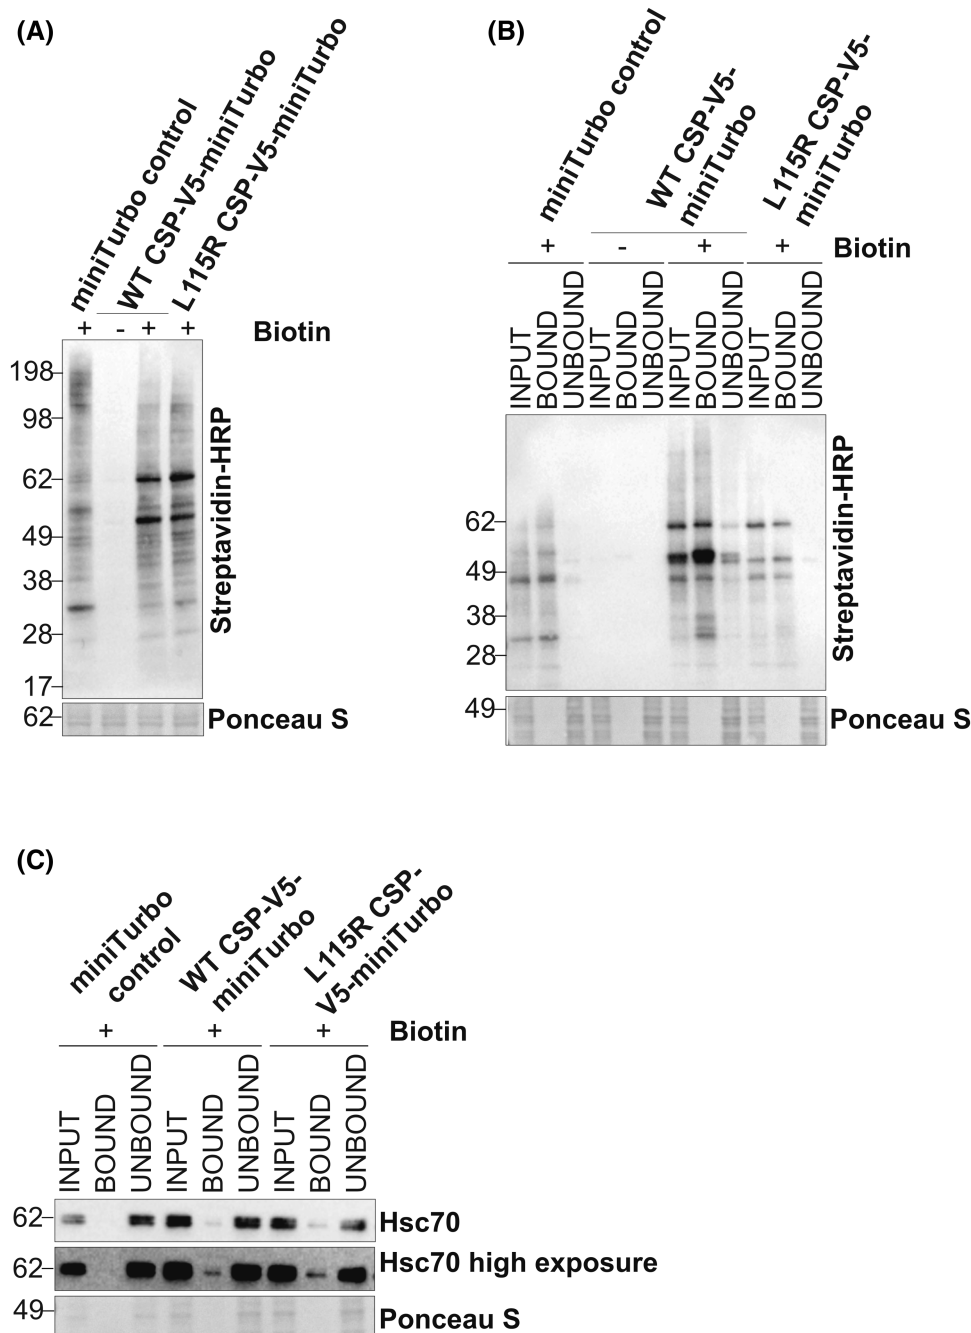 (A)
miniTurbo control
WT CSP-V5-miniTurbo
L115R CSP-V5-miniTurbo
+ - + + Biotin
198
98
62
49
38
28
17
Streptavidin-HRP
62
Ponceau S
(B)
miniTurbo control
WT CSP-V5-
miniTurbo
L115R CSP-V5-
miniTurbo
+ - + + Biotin
INPUT
BOUND
UNBOUND
INPUT
BOUND
UNBOUND
INPUT
BOUND
UNBOUND
INPUT
BOUND
UNBOUND
62
49
38
28
Streptavidin-HRP
49
Ponceau S
(C)
miniTurbo
control
WT CSP-V5-
miniTurbo
L115R CSP-
V5-miniTurbo
+ + + Biotin
INPUT
BOUND
UNBOUND
INPUT
BOUND
UNBOUND
INPUT
BOUND
UNBOUND
62
Hsc70
62
Hsc70 high exposure
49
Ponceau S